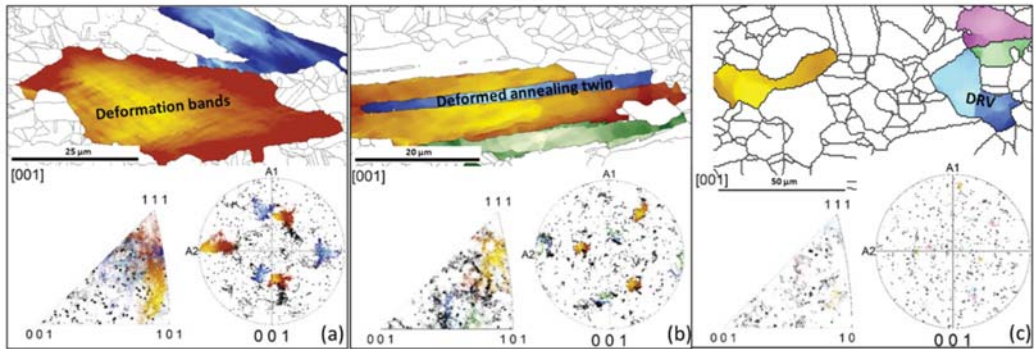 Deformation bands
25 µm
[001]
A1
1 1 1
A2
0 0 1
1 0 1
0 0 1
(a)
Deformed annealing twin
20 µm
[001]
A1
1 1 1
A2
0 0 1
1 0 1
0 0 1
(b)
DRV
[001]
50 µm
A1
1 1 1
A2
0 0 1
1 0
0 0 1
(c)